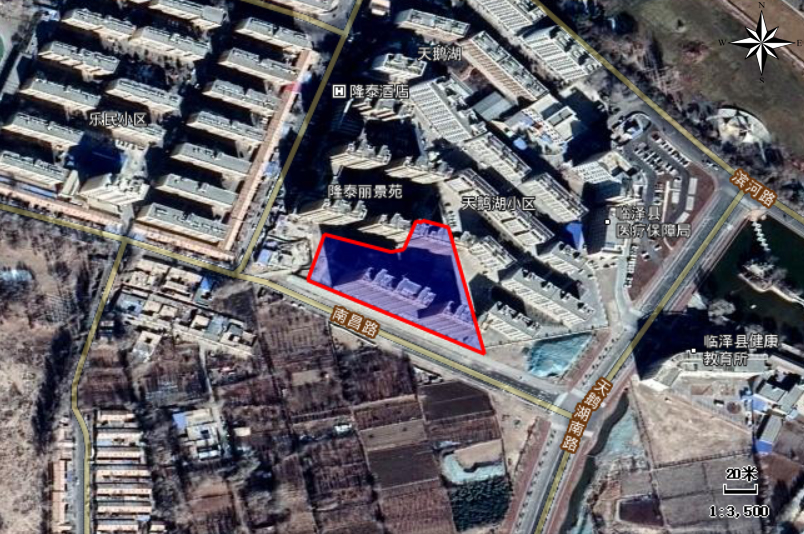 N
W
E
S
天鹅湖
H 隆泰酒店
乐民小区
滨河路
隆泰丽景苑
天鹅湖小区
临泽县
医疗保障局
南昌路
临泽县健康
教育所
天鹅湖南路
20米
1:3,500